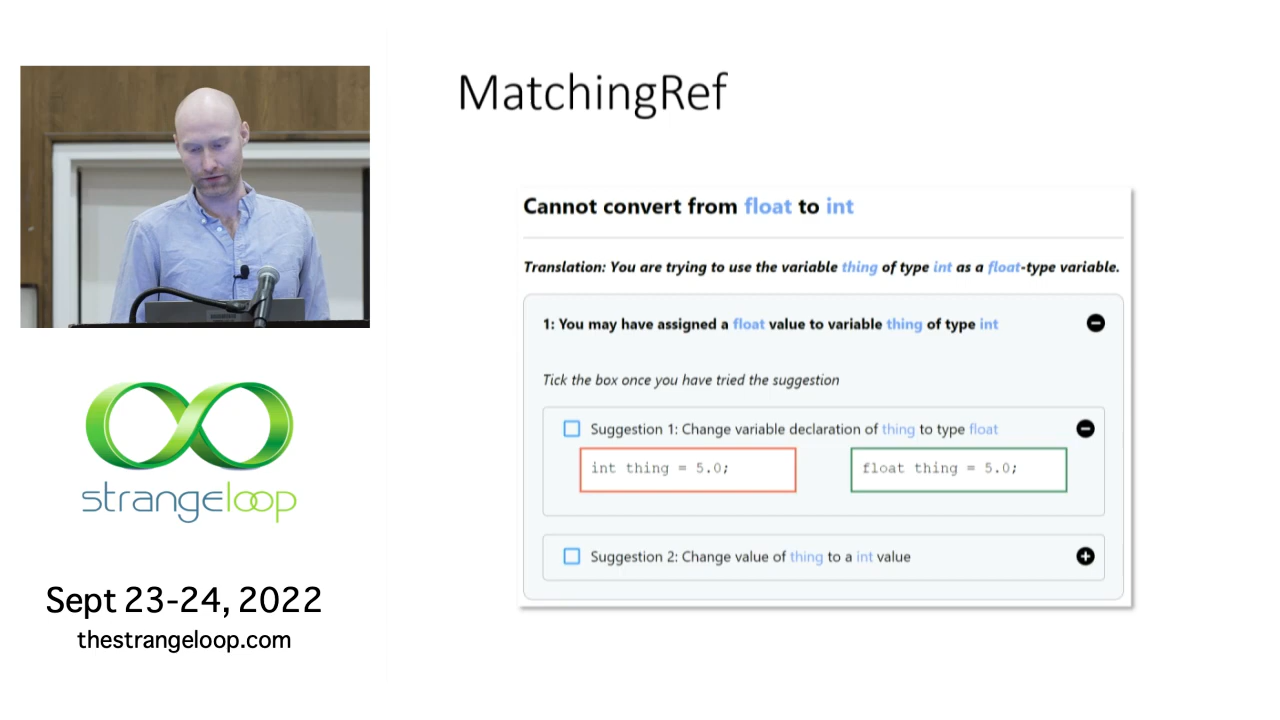 MatchingRef
Cannot convert from float to int
Translation: You are trying to use the variable thing of type int as a float-type variable.
1: You may have assigned a float value to variable thing of type int
Tick the box once you have tried the suggestion
Suggestion 1: Change variable declaration of thing to type float
int thing = 5.0;
float thing = 5.0;
Suggestion 2: Change value of thing to a int value
strangeloop
Sept 23-24, 2022
thestrangeloop.com